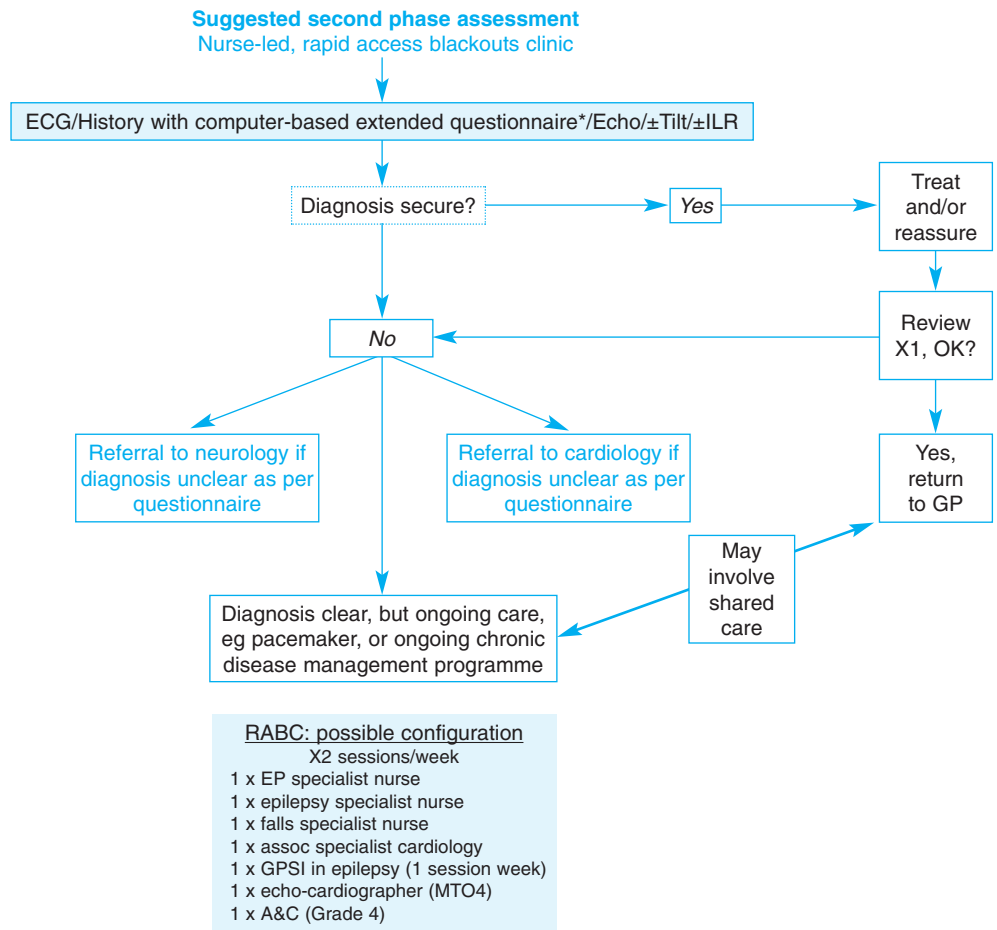 Suggested second phase assessment
Nurse-led, rapid access blackouts clinic
ECG/History with computer-based extended questionnaire*/Echo/±Tilt/±ILR
Diagnosis secure?
Yes
Treat
and/or
reassure
Review
X1, OK?
No
Referral to neurology if
diagnosis unclear as per
questionnaire
Referral to cardiology if
diagnosis unclear as per
questionnaire
Yes,
return
to GP
May
involve
shared
care
Diagnosis clear, but ongoing care,
eg pacemaker, or ongoing chronic
disease management programme
RABC: possible configuration
X2 sessions/week
1 x EP specialist nurse
1 x epilepsy specialist nurse
1 x falls specialist nurse
1 x assoc specialist cardiology
1 x GPSI in epilepsy (1 session week)
1 x echo-cardiographer (MTO4)
1 x A&C (Grade 4)